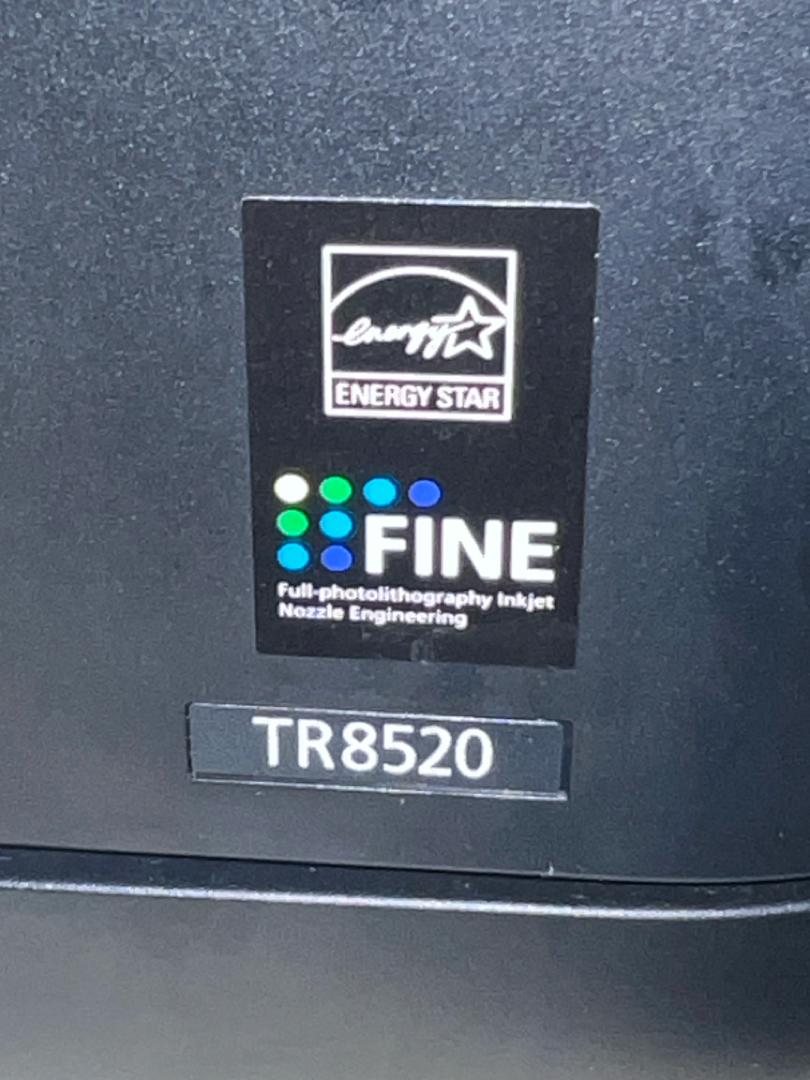 energy
ENERGY STAR
FINE
Full-photolithography Inkjet
Nozzle Engineering
TR8520